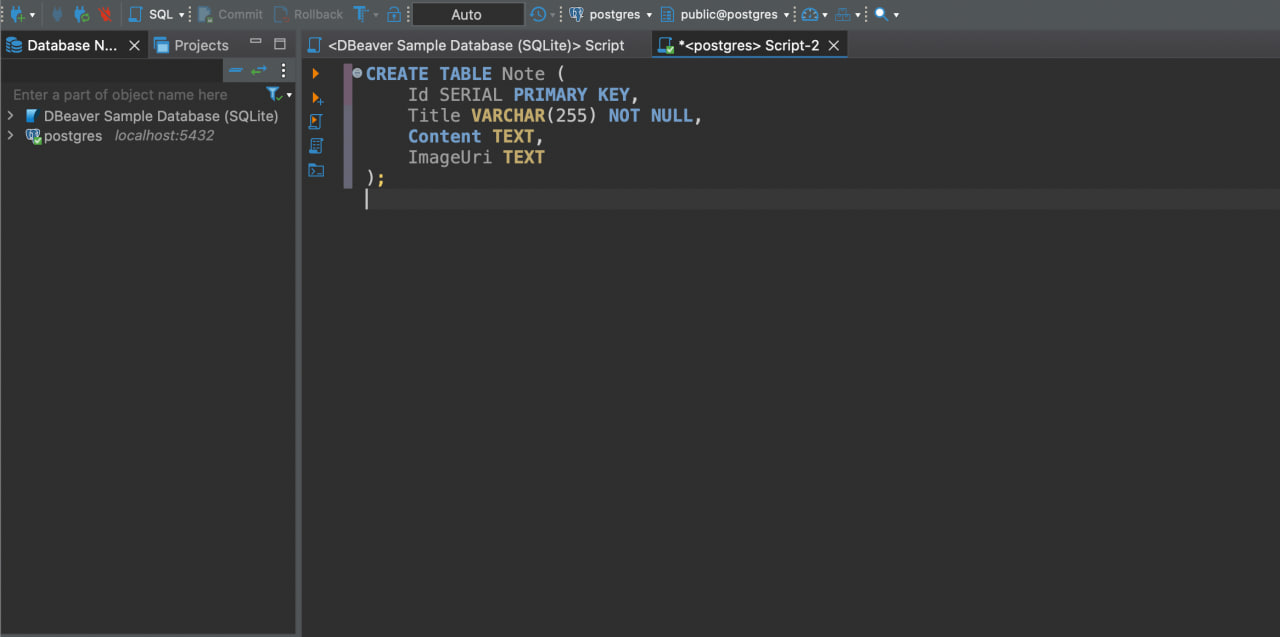 SQL Commit Rollback Auto postgres public@postgres
Database N... Projects <DBeaver Sample Database (SQLite)> Script *<postgres> Script-2
Enter a part of object name here
DBeaver Sample Database (SQLite)
postgres localhost:5432
CREATE TABLE Note (
Id SERIAL PRIMARY KEY,
Title VARCHAR(255) NOT NULL,
Content TEXT,
ImageUri TEXT
);